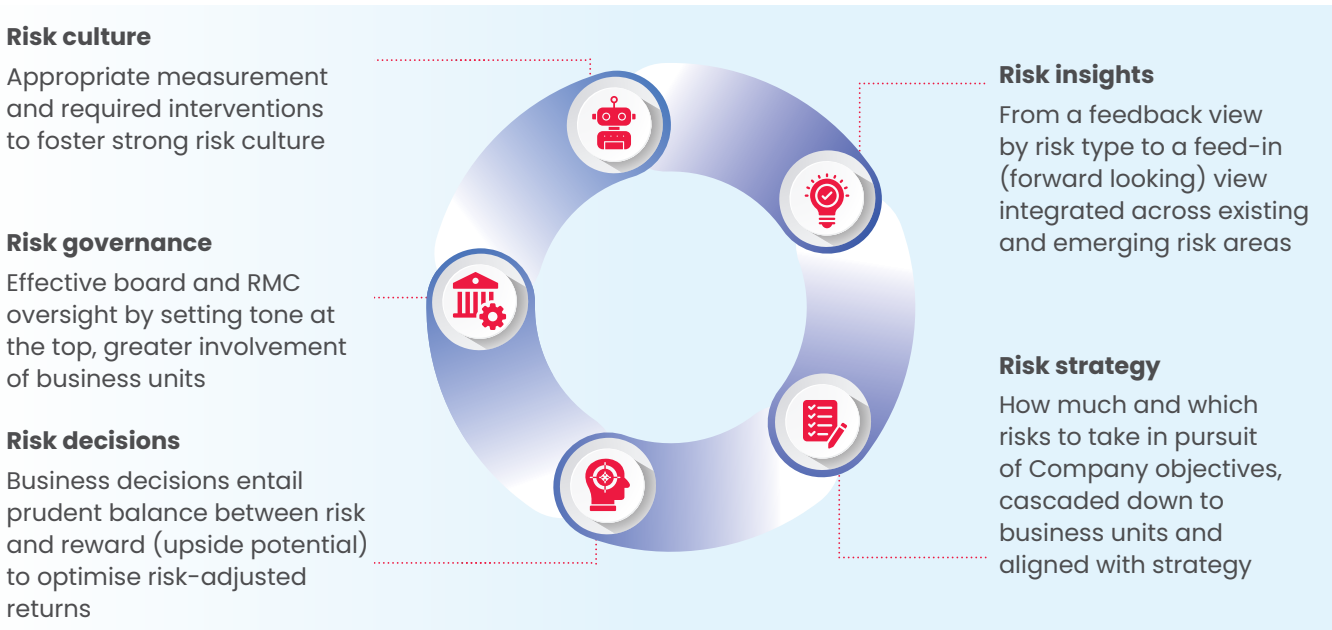 Risk culture
Appropriate measurement
and required interventions
to foster strong risk culture
Risk governance
Effective board and RMC
oversight by setting tone at
the top, greater involvement
of business units
Risk decisions
Business decisions entail
prudent balance between risk
and reward (upside potential)
to optimise risk-adjusted
returns
Risk insights
From a feedback view
by risk type to a feed-in
(forward looking) view
integrated across existing
and emerging risk areas
Risk strategy
How much and which
risks to take in pursuit
of Company objectives,
cascaded down to
business units and
aligned with strategy